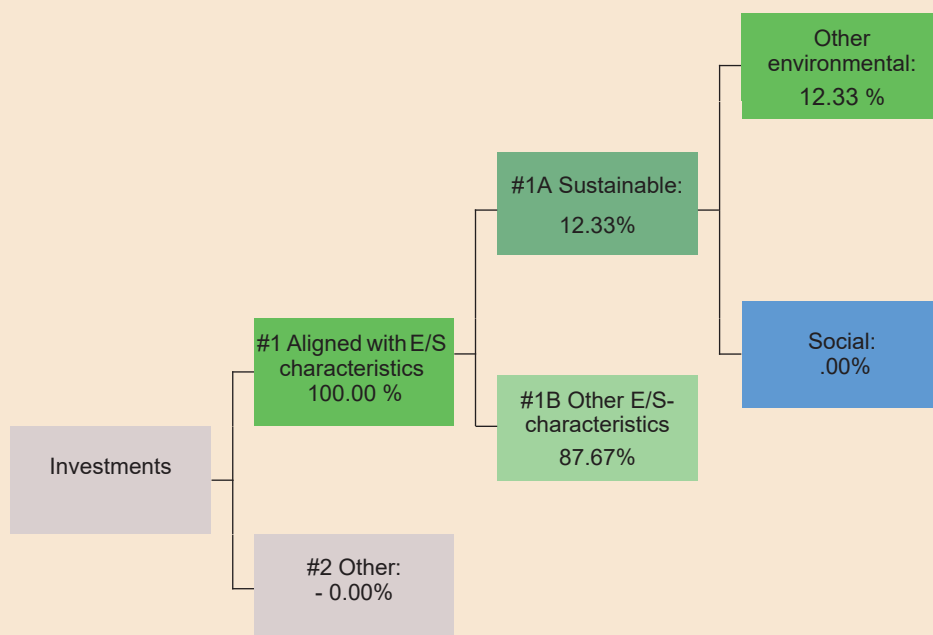 Other
environmental:
12.33 %
#1A Sustainable:
12.33%
Social:
.00%
#1 Aligned with E/S
characteristics
100.00 %
#1B Other E/S-
characteristics
87.67%
Investments
#2 Other:
- 0.00%